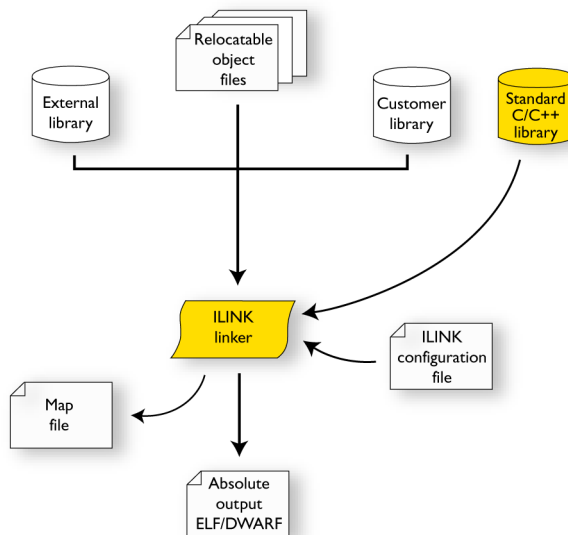 Relocatable
object
files
External
library
Customer
library
Standard
C/C++
library
ILINK
linker
ILINK
configuration
file
Map
file
Absolute
output
ELF/DWARF